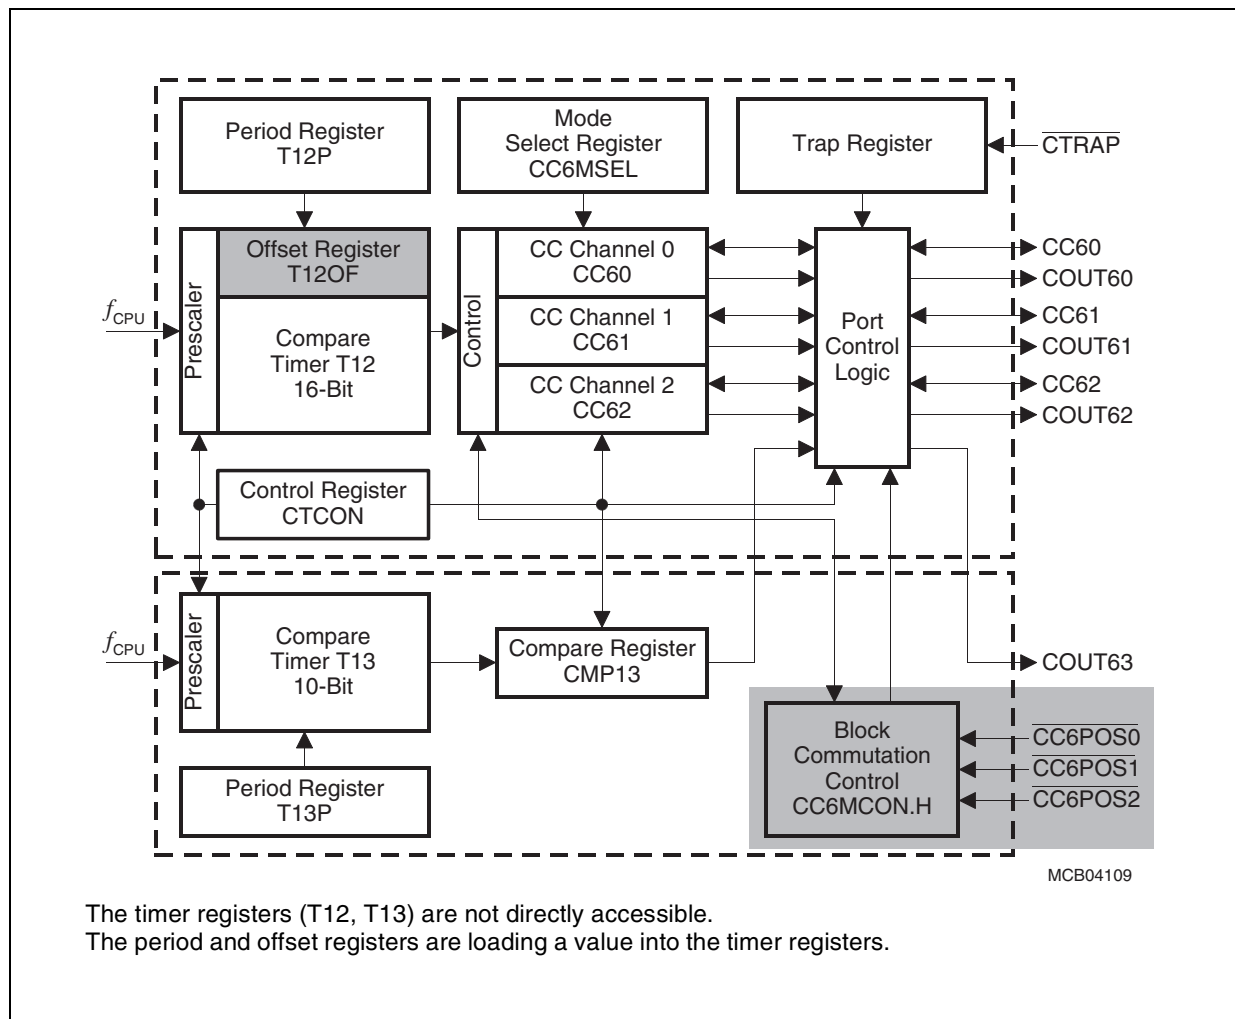 Period Register
T12P
Mode
Select Register
CC6MSEL
Trap Register
CTRAP
Prescaler
Offset Register
T12OF
Compare
Timer T12
16-Bit
fCPU
Control
CC Channel 0
CC60
CC Channel 1
CC61
CC Channel 2
CC62
Port
Control
Logic
CC60
COUT60
CC61
COUT61
CC62
COUT62
Control Register
CTCON
fCPU
Prescaler
Compare
Timer T13
10-Bit
Compare Register
CMP13
COUT63
Period Register
T13P
Block
Commutation
Control
CC6MCON.H
CC6POS0
CC6POS1
CC6POS2
MCB04109
The timer registers (T12, T13) are not directly accessible.
The period and offset registers are loading a value into the timer registers.